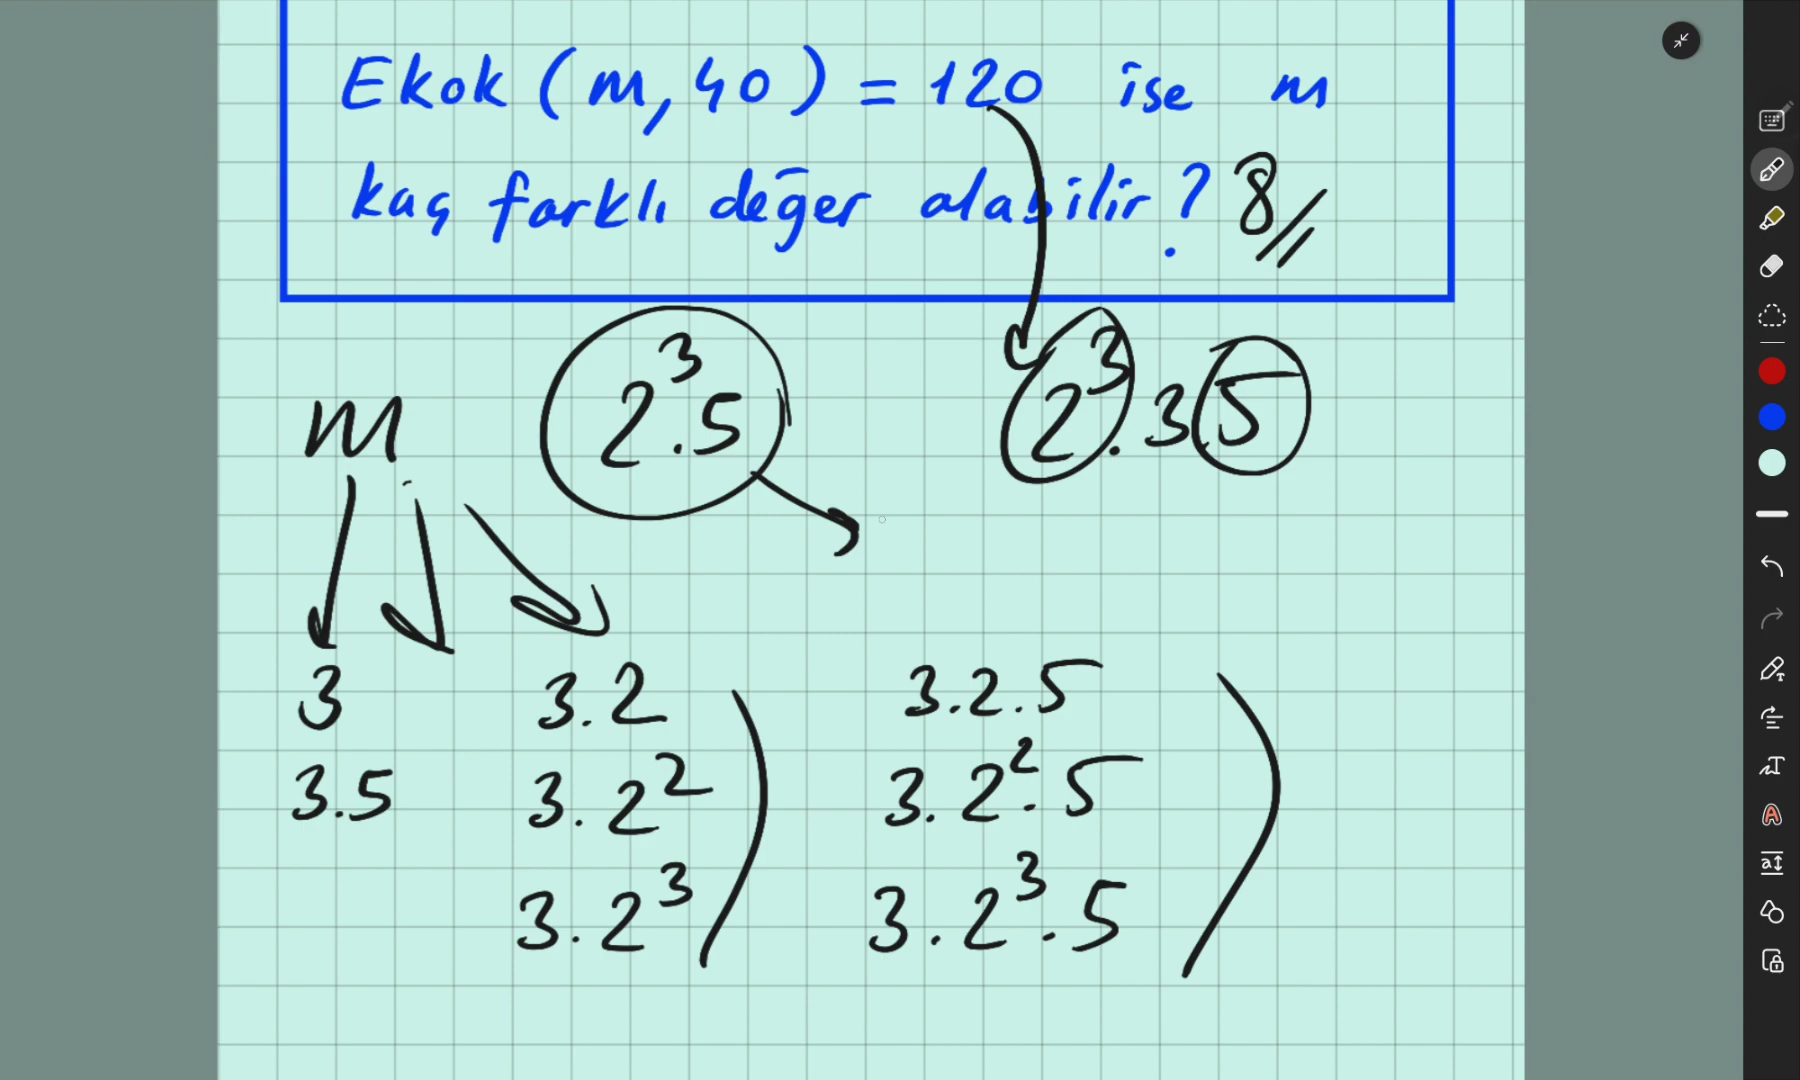 Ekok (m, 40) = 120 ise m
kaç farklı değer alabilir? 8
m 2³.5 2³.3.5
3 3.2 3.2.5
3.5 3.2² 3.2².5
3.2³ 3.2³.5